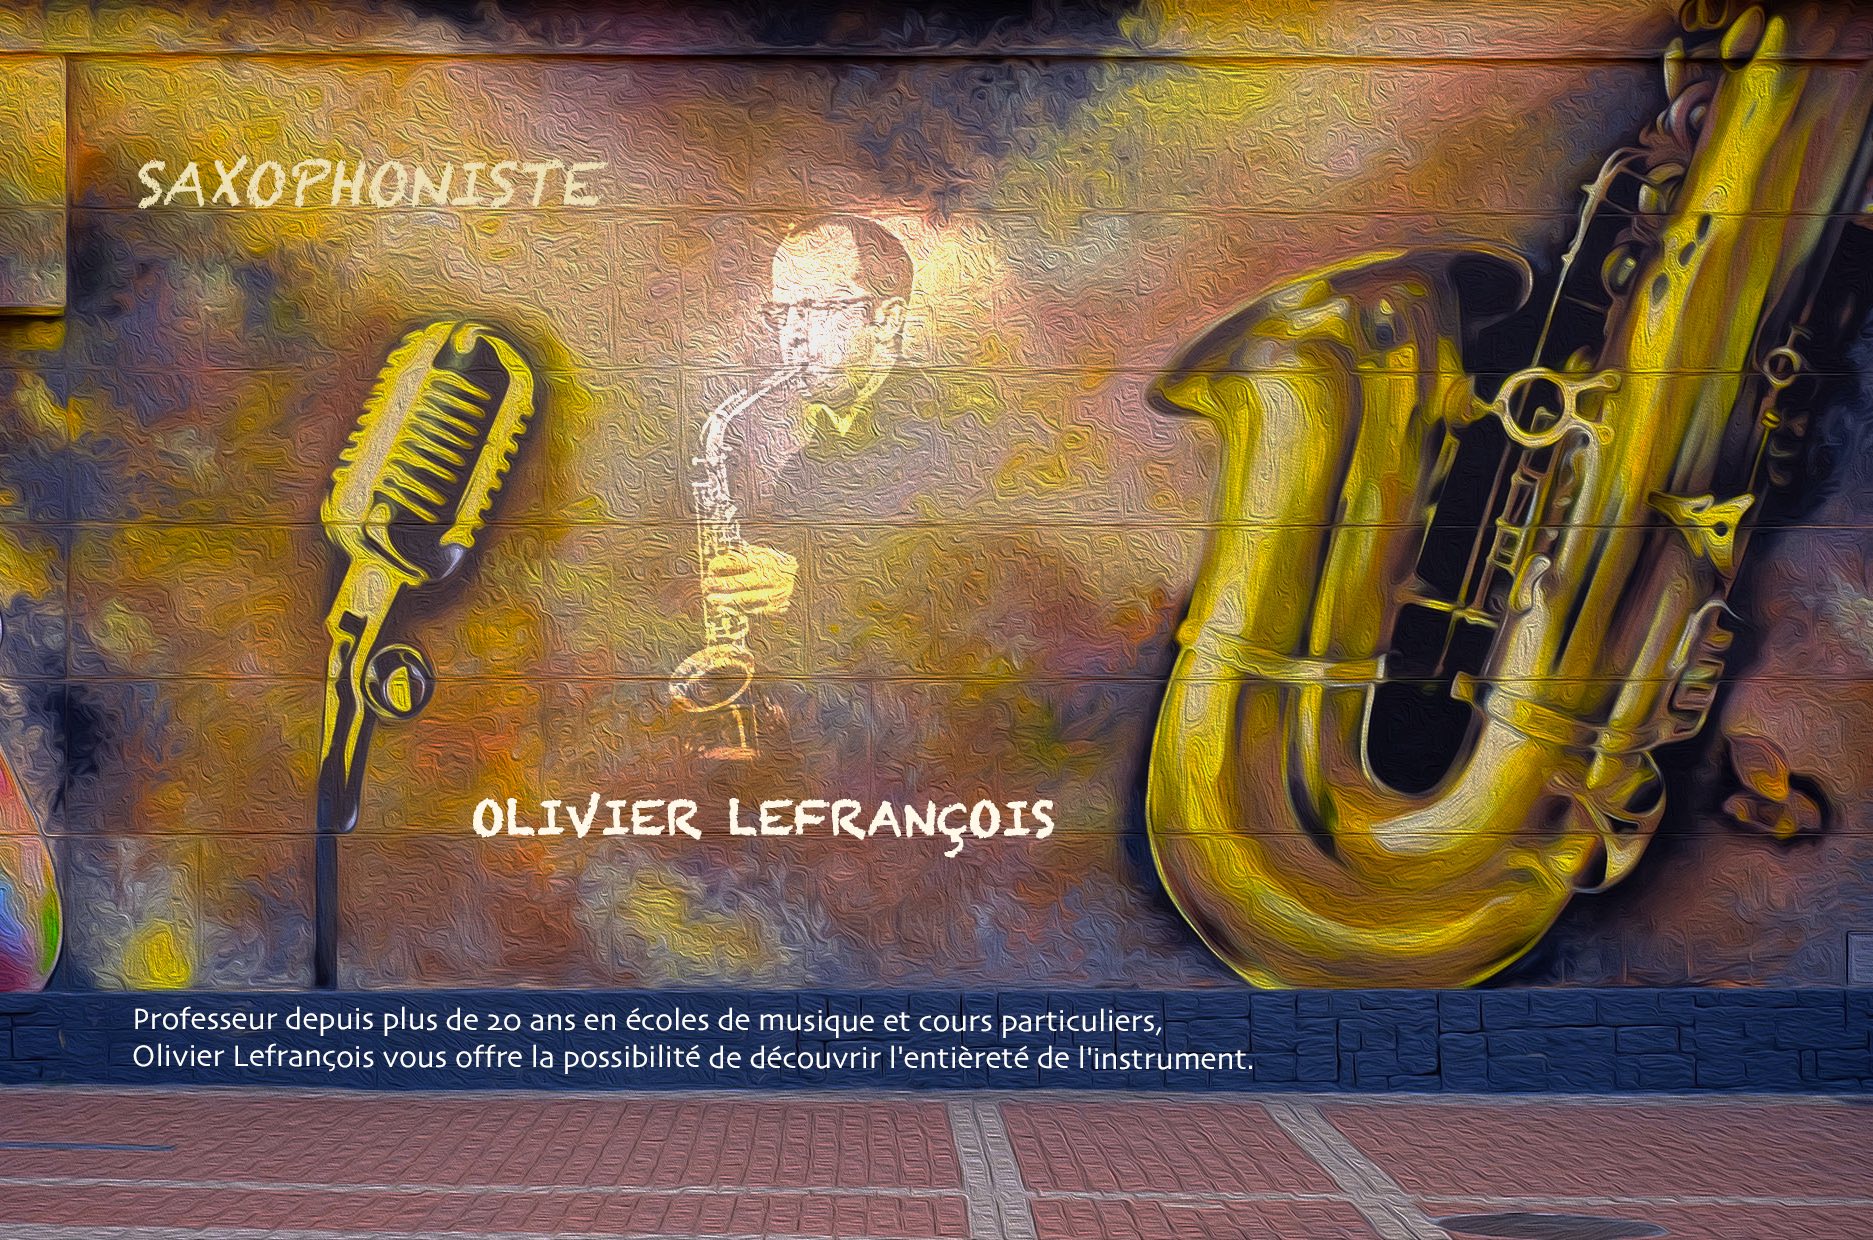 SAXOPHONISTE
OLIVIER LEFRANÇOIS
Professeur depuis plus de 20 ans en écoles de musique et cours particuliers,
Olivier Lefrançois vous offre la possibilité de découvrir l'entièreté de l'instrument.